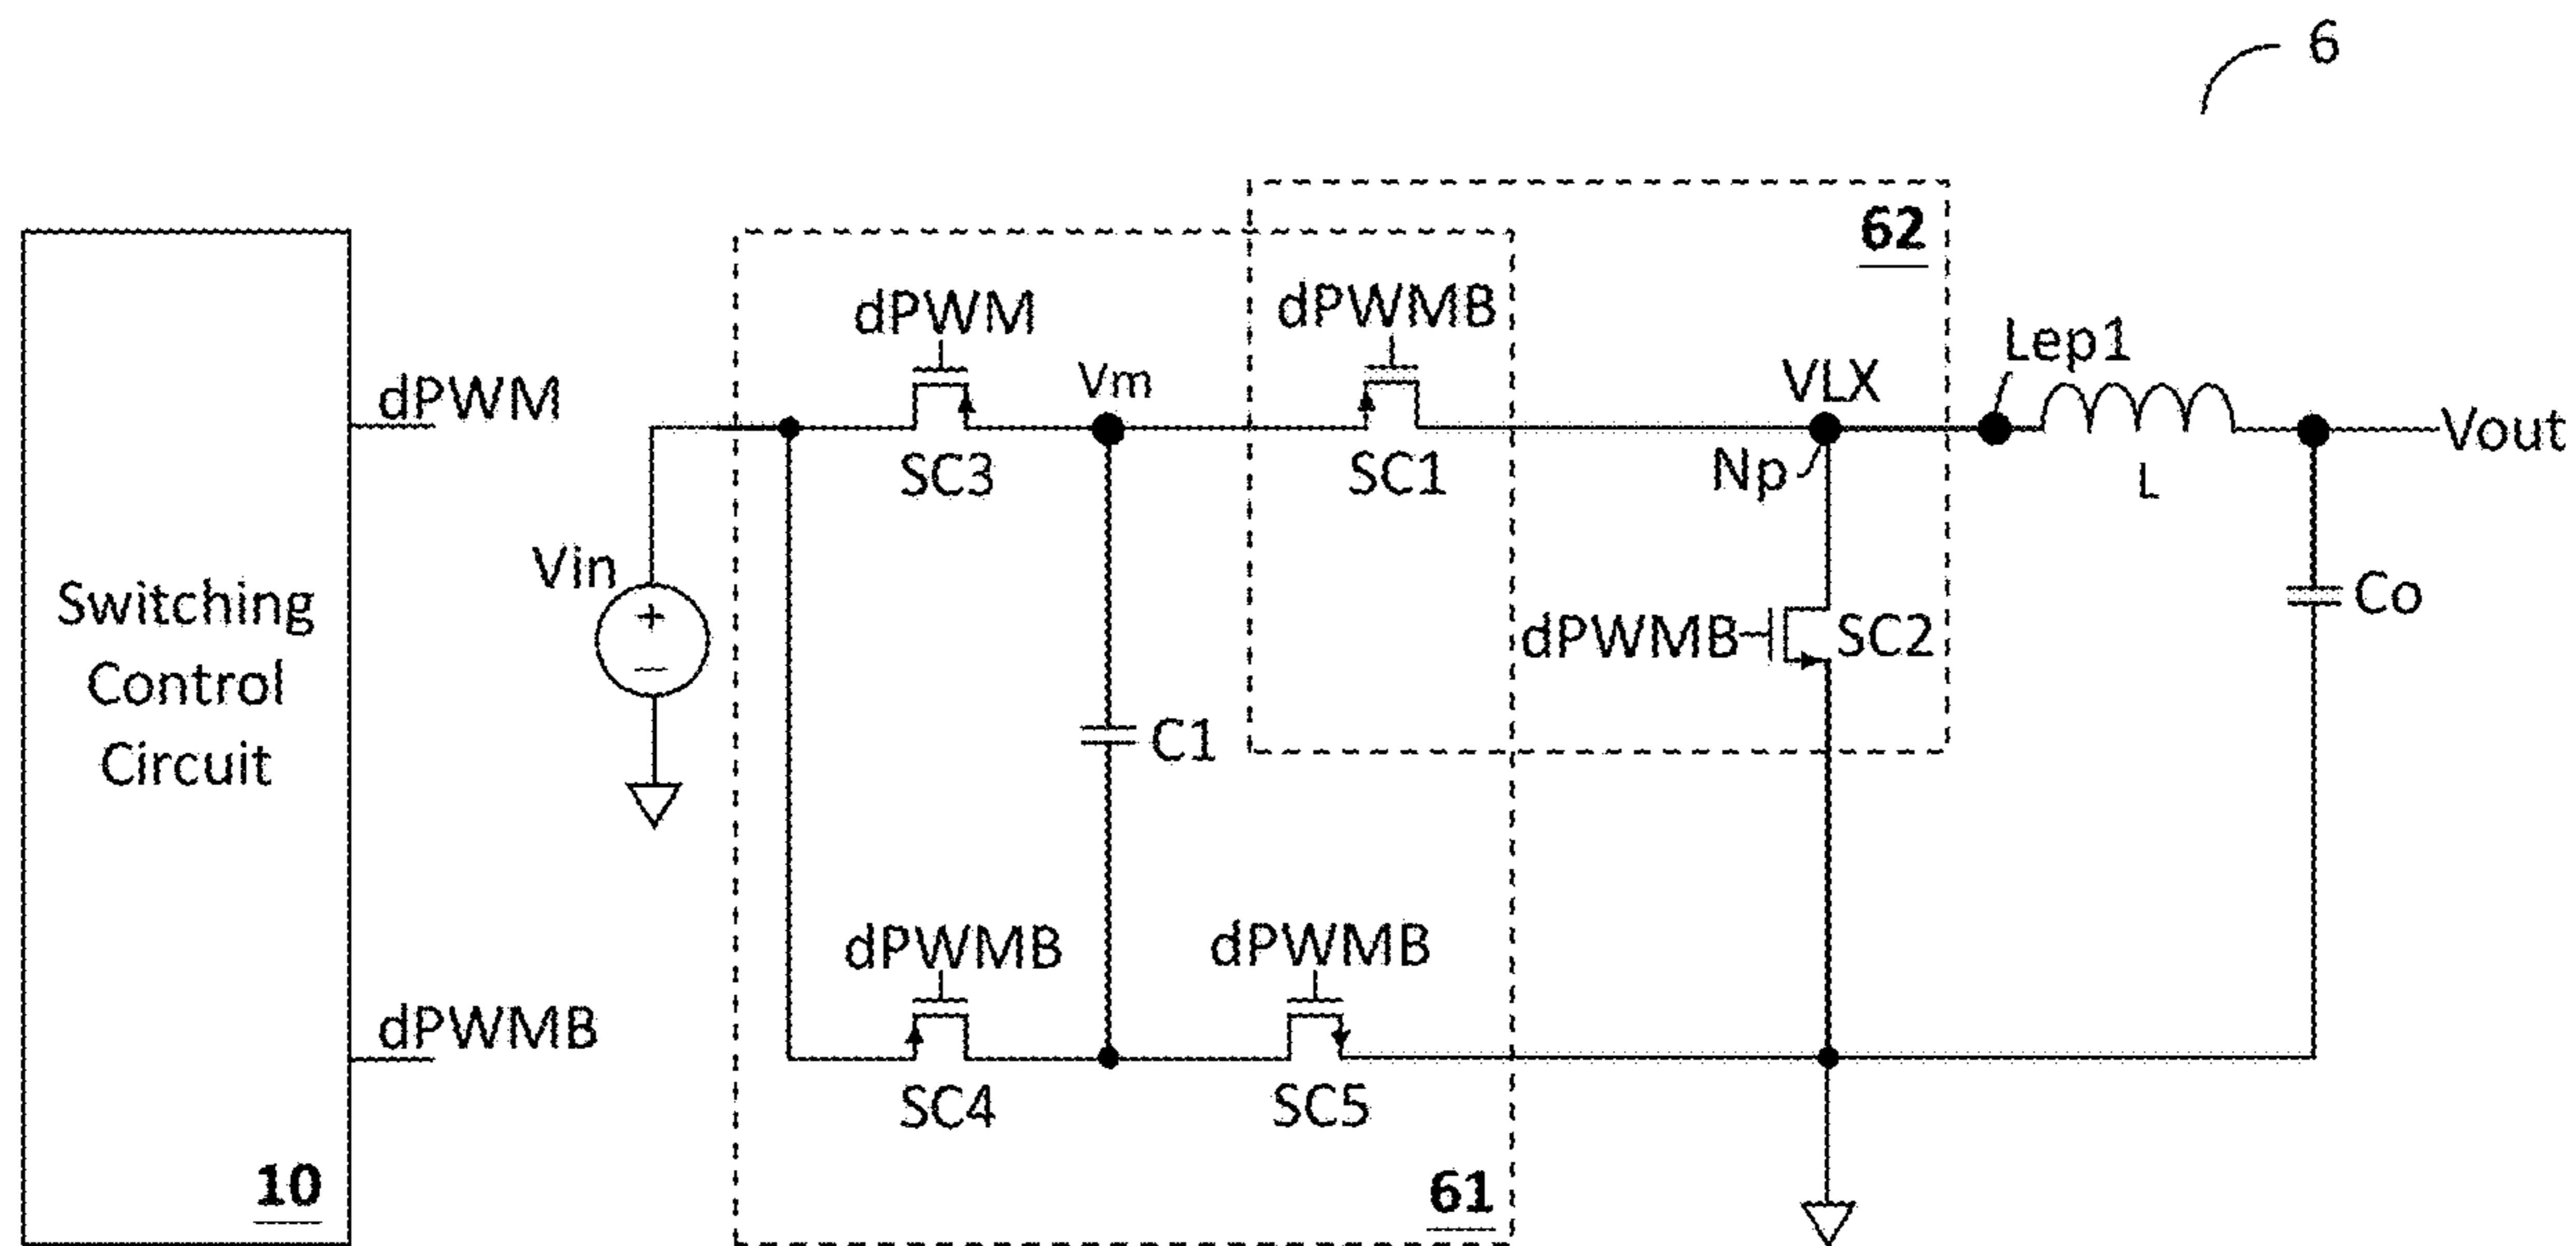 6
62
dPWM
dPWMB
dPWM
Vm
VLX
Lep1
Vout
SC3
SC1
Np
L
Vin
+
−
Switching
Control
Circuit
dPWMB
SC2
Co
C1
dPWMB
dPWMB
dPWMB
SC4
SC5
10
61